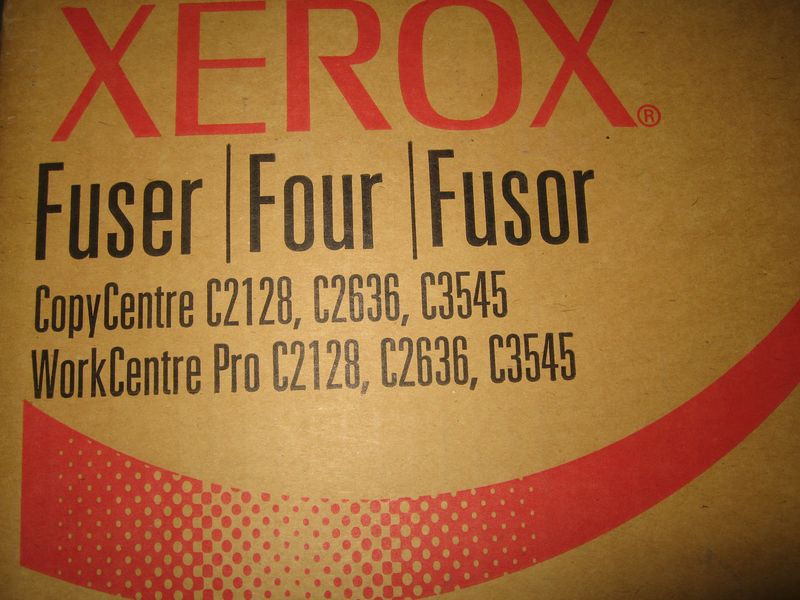 XEROX®
Fuser | Four | Fusor
CopyCentre C2128, C2636, C3545
WorkCentre Pro C2128, C2636, C3545